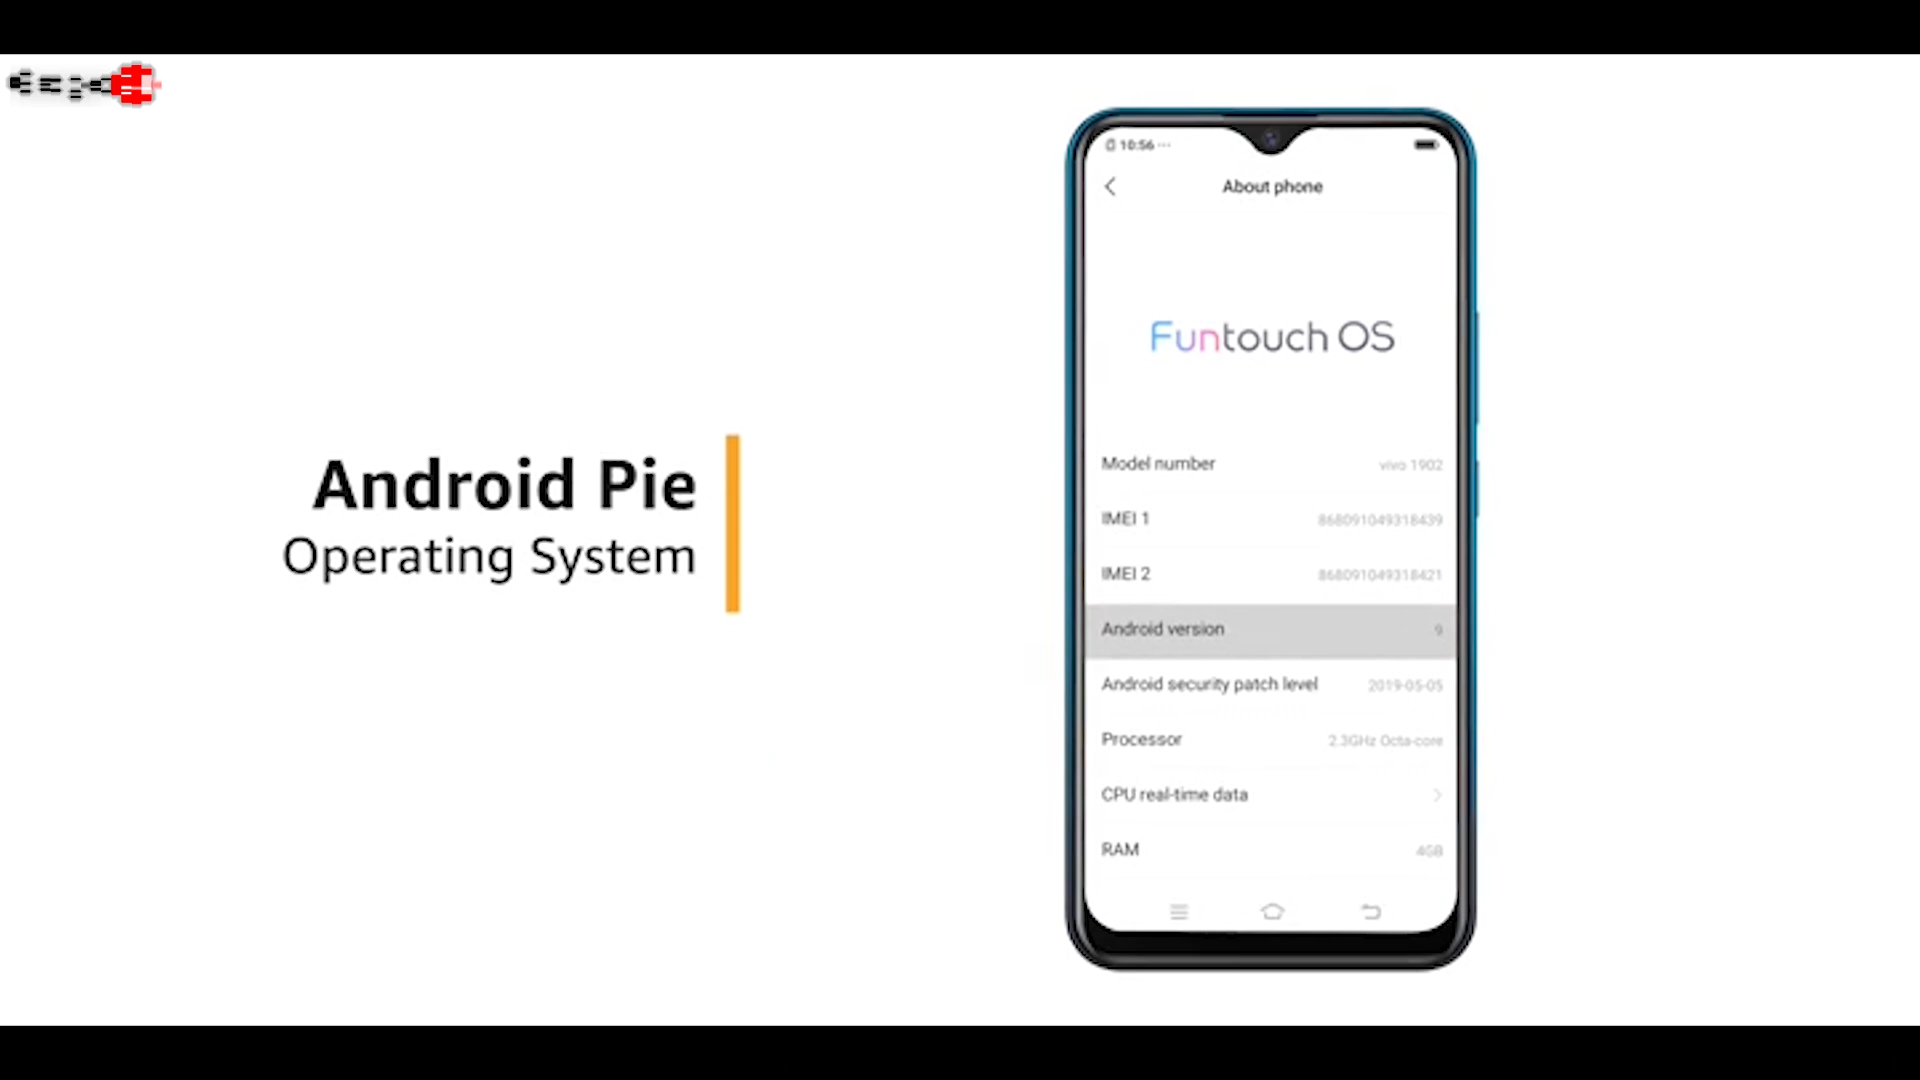 Android Pie
Operating System
10:56 ...
About phone
Funtouch OS
Model number vivo 1902
IMEI 1 868091049318439
IMEI 2 868091049318421
Android version 9
Android security patch level 2019-05-05
Processor 2.3GHz Octa-core
CPU real-time data
RAM 4GB